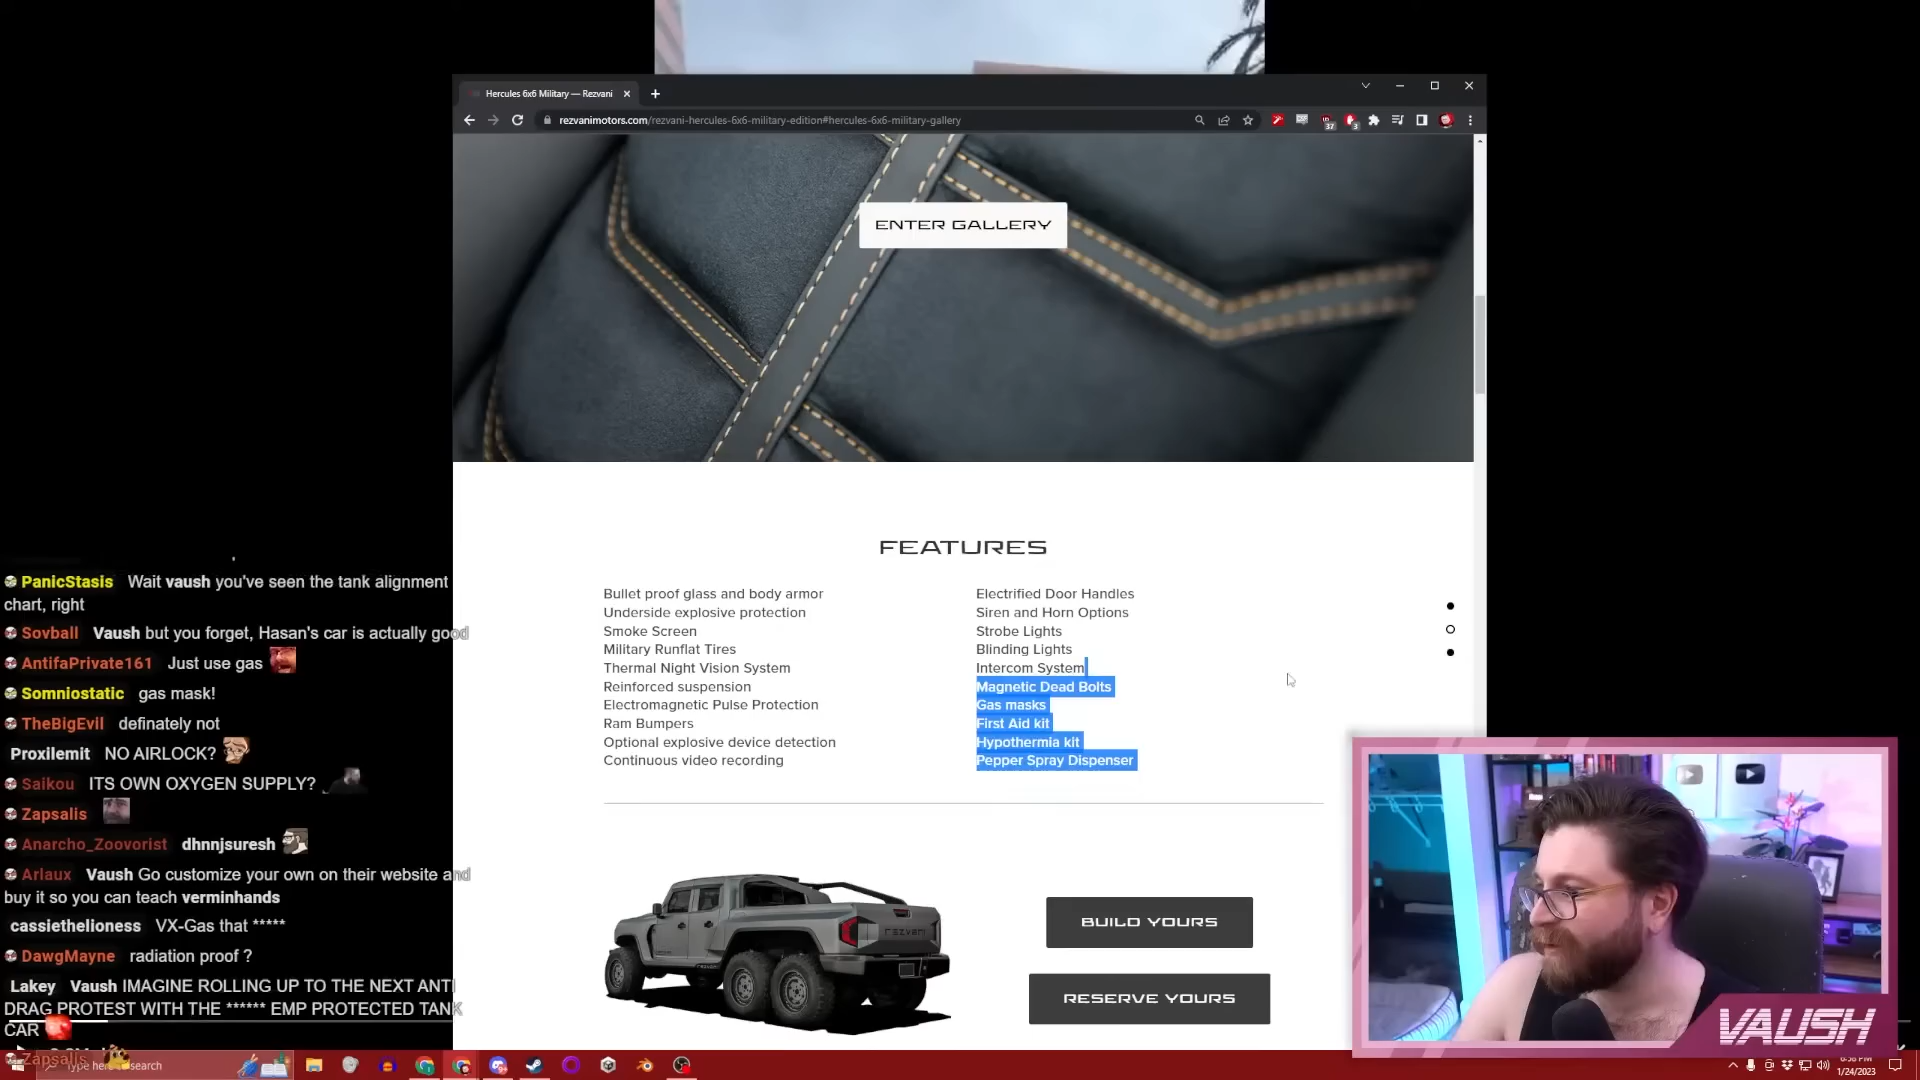 Hercules 6x6 Military — Rezvani
rezvanimotors.com/rezvani-hercules-6x6-military-edition#hercules-6x6-military-gallery
37
3
ENTER GALLERY
FEATURES
Bullet proof glass and body armor
Underside explosive protection
Smoke Screen
Military Runflat Tires
Thermal Night Vision System
Reinforced suspension
Electromagnetic Pulse Protection
Ram Bumpers
Optional explosive device detection
Continuous video recording
Electrified Door Handles
Siren and Horn Options
Strobe Lights
Blinding Lights
Intercom System
Magnetic Dead Bolts
Gas masks
First Aid kit
Hypothermia kit
Pepper Spray Dispenser
REZVANI
BUILD YOURS
RESERVE YOURS
PanicStasis Wait vaush you've seen the tank alignment
chart, right
Sovball Vaush but you forget, Hasan's car is actually good
AntifaPrivate161 Just use gas
Somniostatic gas mask!
TheBigEvil definately not
Proxilemit NO AIRLOCK?
Saikou ITS OWN OXYGEN SUPPLY?
Zapsalis
Anarcho_Zoovorist dhnnjsuresh
Arlaux Vaush Go customize your own on their website and
buy it so you can teach verminhands
cassiethelioness VX-Gas that *****
DawgMayne radiation proof ?
Lakey Vaush IMAGINE ROLLING UP TO THE NEXT ANTI
DRAG PROTEST WITH THE ****** EMP PROTECTED TANK
CAR
Zapsalis
VAUSH
1/24/2023